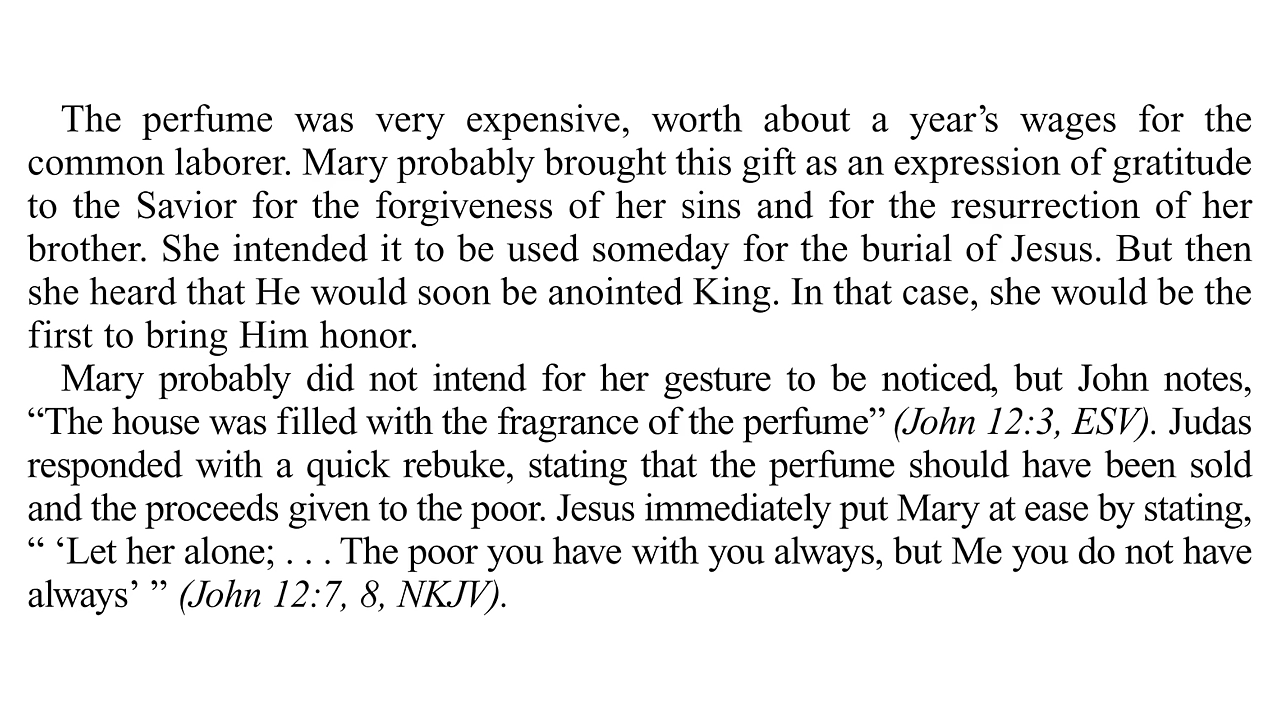 The perfume was very expensive, worth about a year’s wages for the
common laborer. Mary probably brought this gift as an expression of gratitude
to the Savior for the forgiveness of her sins and for the resurrection of her
brother. She intended it to be used someday for the burial of Jesus. But then
she heard that He would soon be anointed King. In that case, she would be the
first to bring Him honor.
Mary probably did not intend for her gesture to be noticed, but John notes,
“The house was filled with the fragrance of the perfume” (John 12:3, ESV). Judas
responded with a quick rebuke, stating that the perfume should have been sold
and the proceeds given to the poor. Jesus immediately put Mary at ease by stating,
“ ‘Let her alone; . . . The poor you have with you always, but Me you do not have
always’ ” (John 12:7, 8, NKJV).